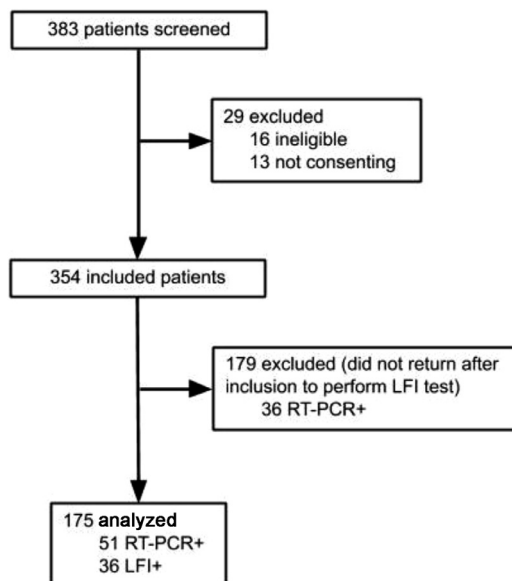 383 patients screened
29 excluded
16 ineligible
13 not consenting
354 included patients
179 excluded (did not return after
inclusion to perform LFI test)
36 RT-PCR+
175 analyzed
51 RT-PCR+
36 LFI+